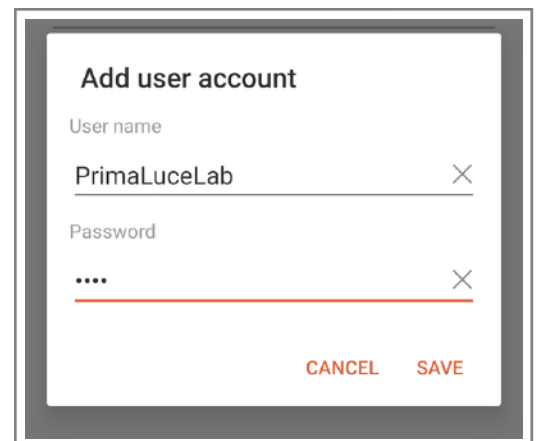 Add user account
User name
PrimaLuceLab
Password
••••
CANCEL SAVE